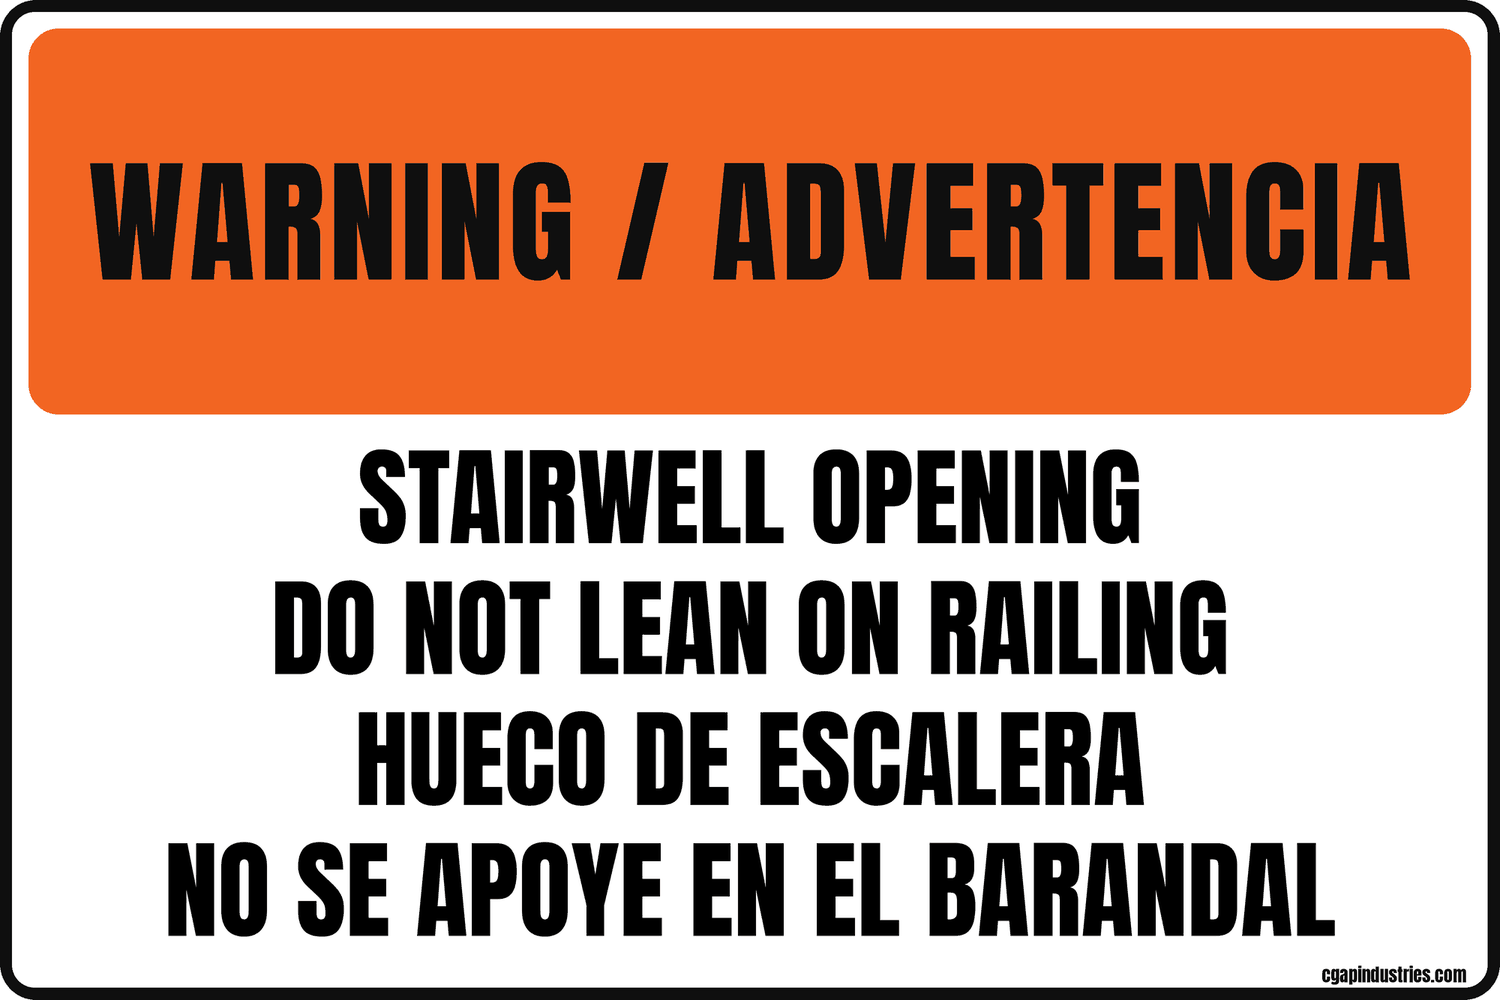 WARNING / ADVERTENCIA
STAIRWELL OPENING
DO NOT LEAN ON RAILING
HUECO DE ESCALERA
NO SE APOYE EN EL BARANDAL
cgapindustries.com